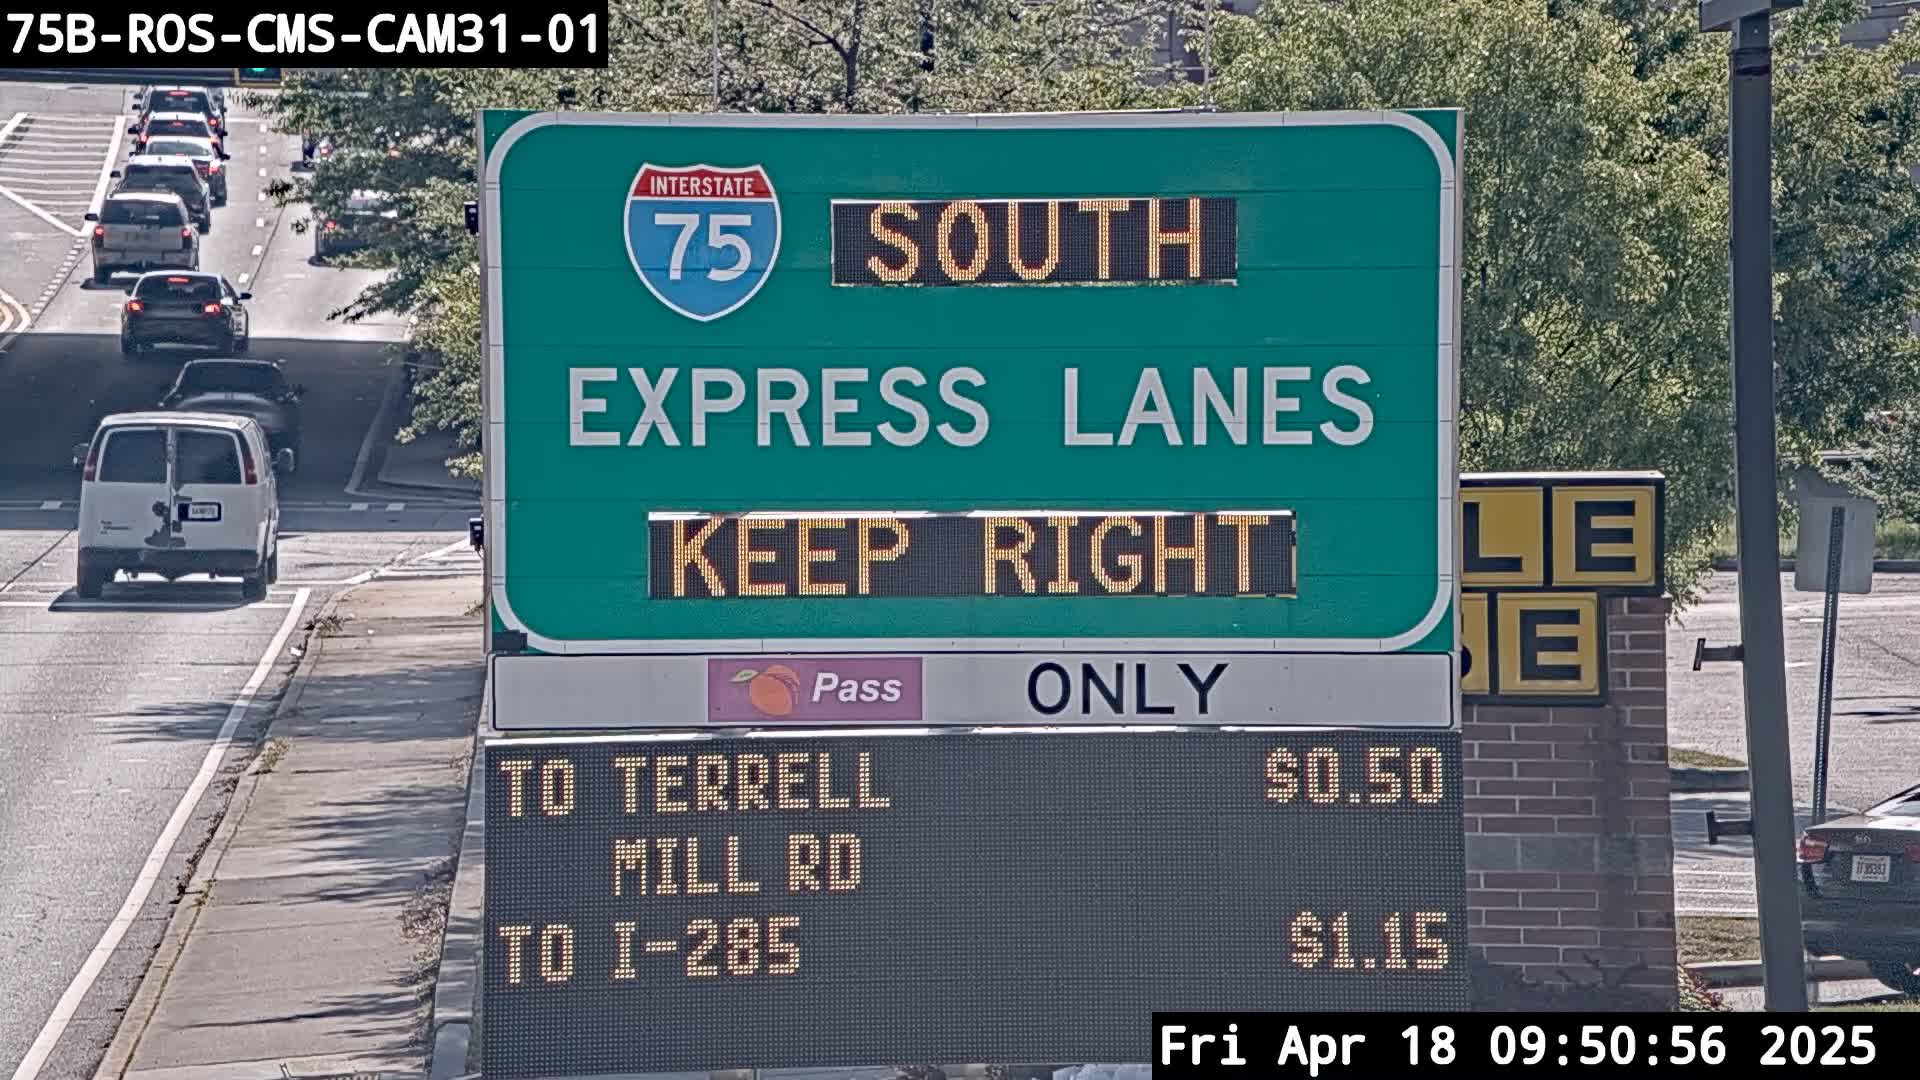 75B-ROS-CMS-CAM31-01
INTERSTATE
75
SOUTH
EXPRESS LANES
KEEP RIGHT
Pass ONLY
TO TERRELL $0.50
MILL RD
TO I-285 $1.15
LE
E
Fri Apr 18 09:50:56 2025